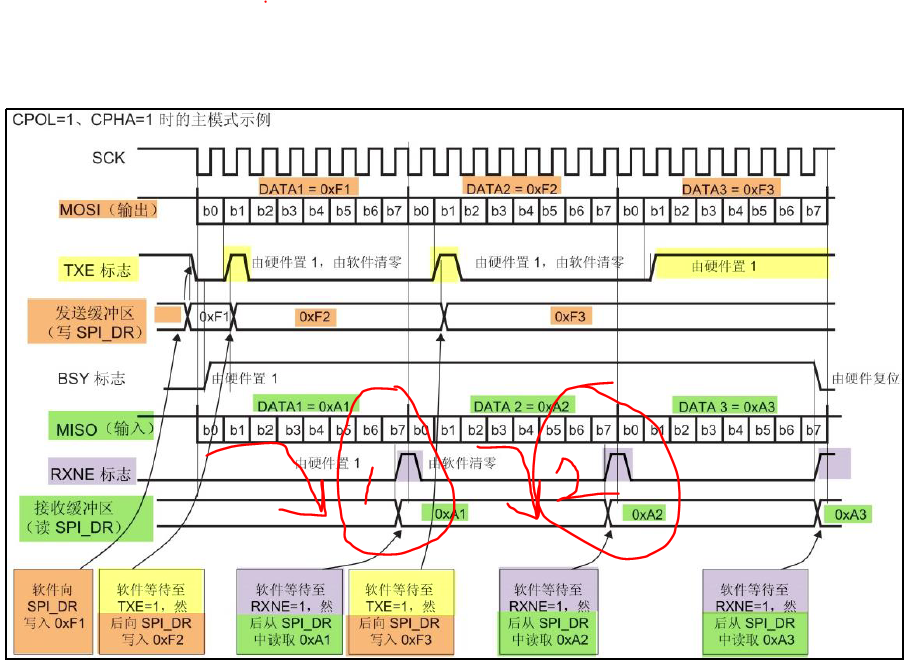 CPOL=1、CPHA=1 时的主模式示例
SCK
DATA1 = 0xF1 DATA2 = 0xF2 DATA3 = 0xF3
MOSI（输出） b0 b1 b2 b3 b4 b5 b6 b7 b0 b1 b2 b3 b4 b5 b6 b7 b0 b1 b2 b3 b4 b5 b6 b7
TXE 标志 由硬件置 1，由软件清零 由硬件置 1，由软件清零 由硬件置 1
发送缓冲区
（写 SPI_DR） 0xF1 0xF2 0xF3
BSY 标志 由硬件置 1 由硬件复位
DATA1 = 0xA1 DATA 2 = 0xA2 DATA 3 = 0xA3
MISO（输入） b0 b1 b2 b3 b4 b5 b6 b7 b0 b1 b2 b3 b4 b5 b6 b7 b0 b1 b2 b3 b4 b5 b6 b7
RXNE 标志 由硬件置 1 由软件清零
1 2
接收缓冲区
（读 SPI_DR） 0xA1 0xA2 0xA3
软件向
SPI_DR
写入 0xF1
软件等待至
TXE=1，然
后向 SPI_DR
写入 0xF2
软件等待至
RXNE=1，然
后从 SPI_DR
中读取 0xA1
软件等待至
TXE=1，然
后向 SPI_DR
写入 0xF3
软件等待至
RXNE=1，然
后从 SPI_DR
中读取 0xA2
软件等待至
RXNE=1，然
后从 SPI_DR
中读取 0xA3